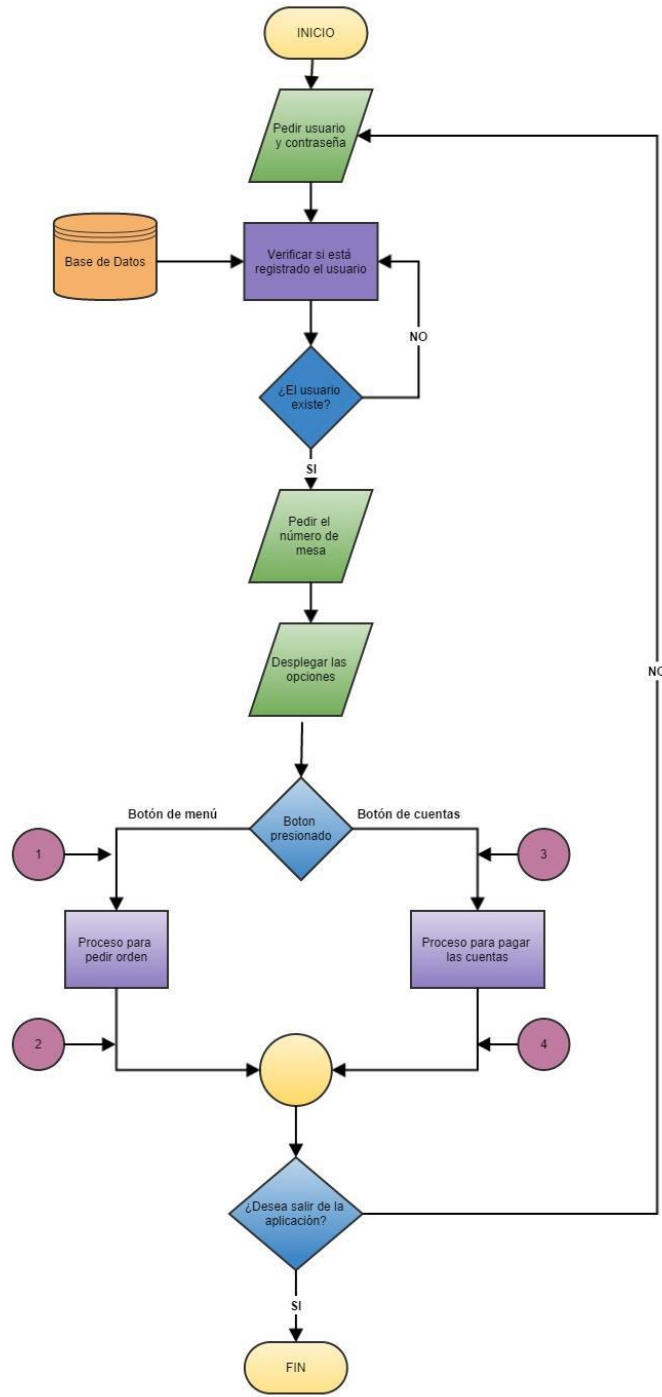 INICIO
Pedir usuario
y contraseña
Base de Datos
Verificar si está
registrado el usuario
NO
¿El usuario
existe?
SI
Pedir el
número de
mesa
Desplegar las
opciones
NO
Botón de menú
Boton
presionado
Botón de cuentas
1
3
Proceso para
pedir orden
Proceso para pagar
las cuentas
2
4
¿Desea salir de la
aplicación?
SI
FIN